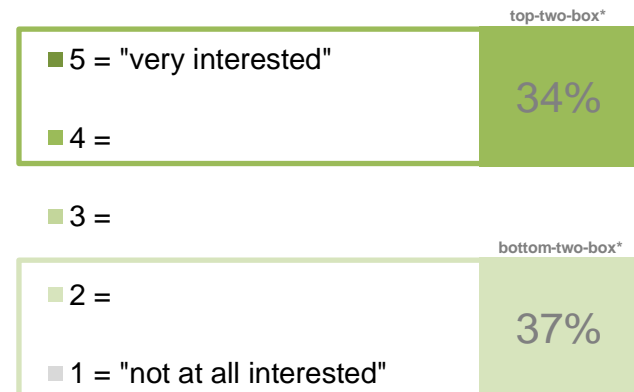 top-two-box*
5 = "very interested"
34%
4 =
3 =
bottom-two-box*
2 =
37%
1 = "not at all interested"